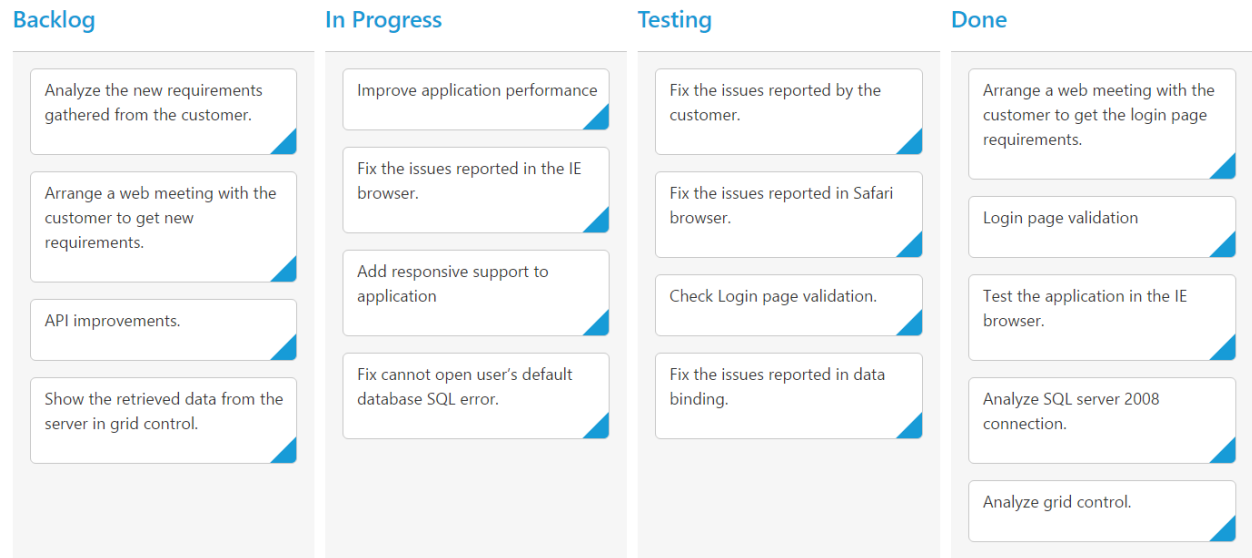 Backlog
Analyze the new requirements
gathered from the customer.
Arrange a web meeting with the
customer to get new
requirements.
API improvements.
Show the retrieved data from the
server in grid control.
In Progress
Improve application performance
Fix the issues reported in the IE
browser.
Add responsive support to
application
Fix cannot open user’s default
database SQL error.
Testing
Fix the issues reported by the
customer.
Fix the issues reported in Safari
browser.
Check Login page validation.
Fix the issues reported in data
binding.
Done
Arrange a web meeting with the
customer to get the login page
requirements.
Login page validation
Test the application in the IE
browser.
Analyze SQL server 2008
connection.
Analyze grid control.